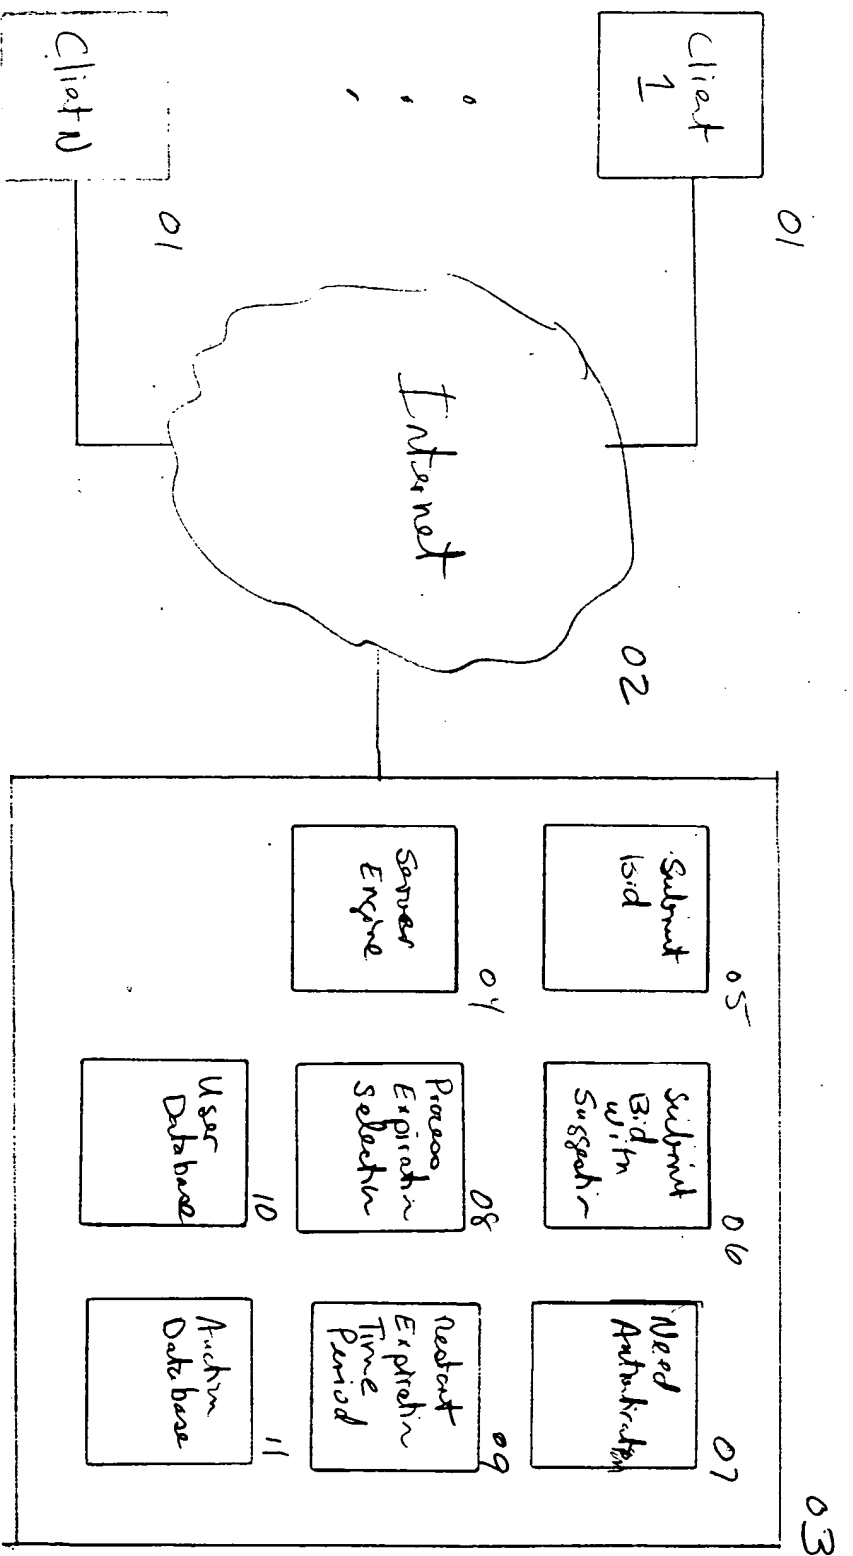 Client
1
01
Client N
01
Internet
02
03
Submit
Bid
05
Submit
Bid
with
Suggestion
06
Need
Authentication
07
Server
Engine
04
Process
Expiration
Selection
08
Restart
Expiration
Time
Period
09
User
Database
10
Auction
Database
11